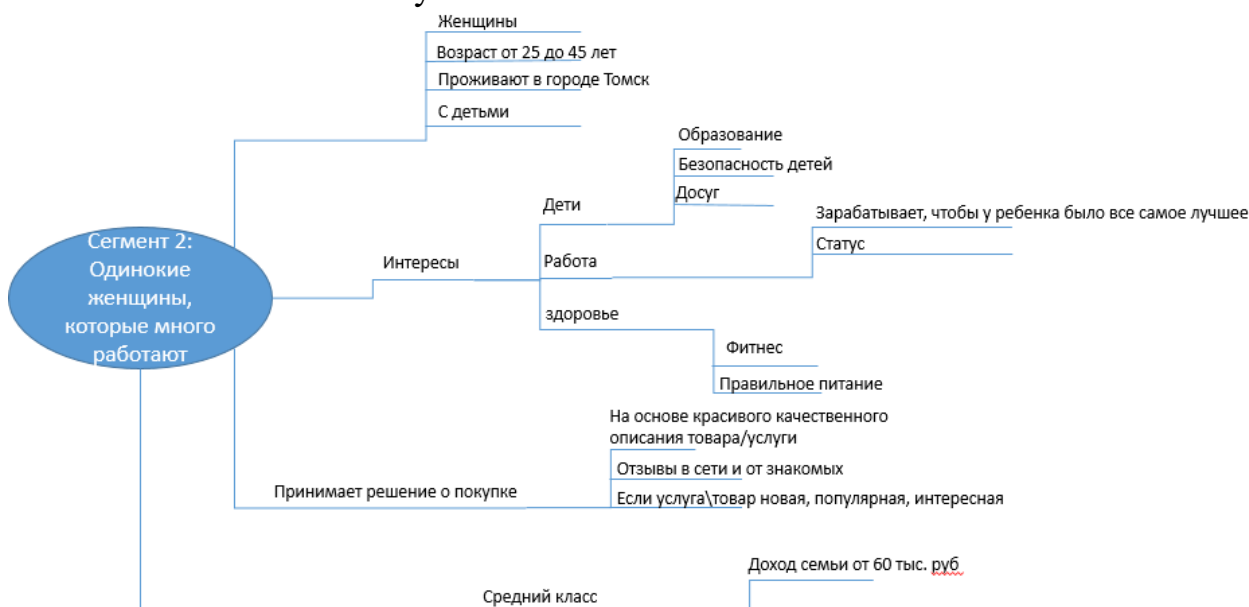 у
Женщины
Возраст от 25 до 45 лет
Проживают в городе Томск
С детьми
Образование
Безопасность детей
Досуг
Дети
Зарабатывает, чтобы у ребенка было все самое лучшее
Статус
Сегмент 2:
Одинокие
женщины,
которые много
работают
Интересы
Работа
здоровье
Фитнес
Правильное питание
На основе красивого качественного
описания товара/услуги
Отзывы в сети и от знакомых
Принимает решение о покупке
Если услуга\товар новая, популярная, интересная
Доход семьи от 60 тыс. руб
Средний класс